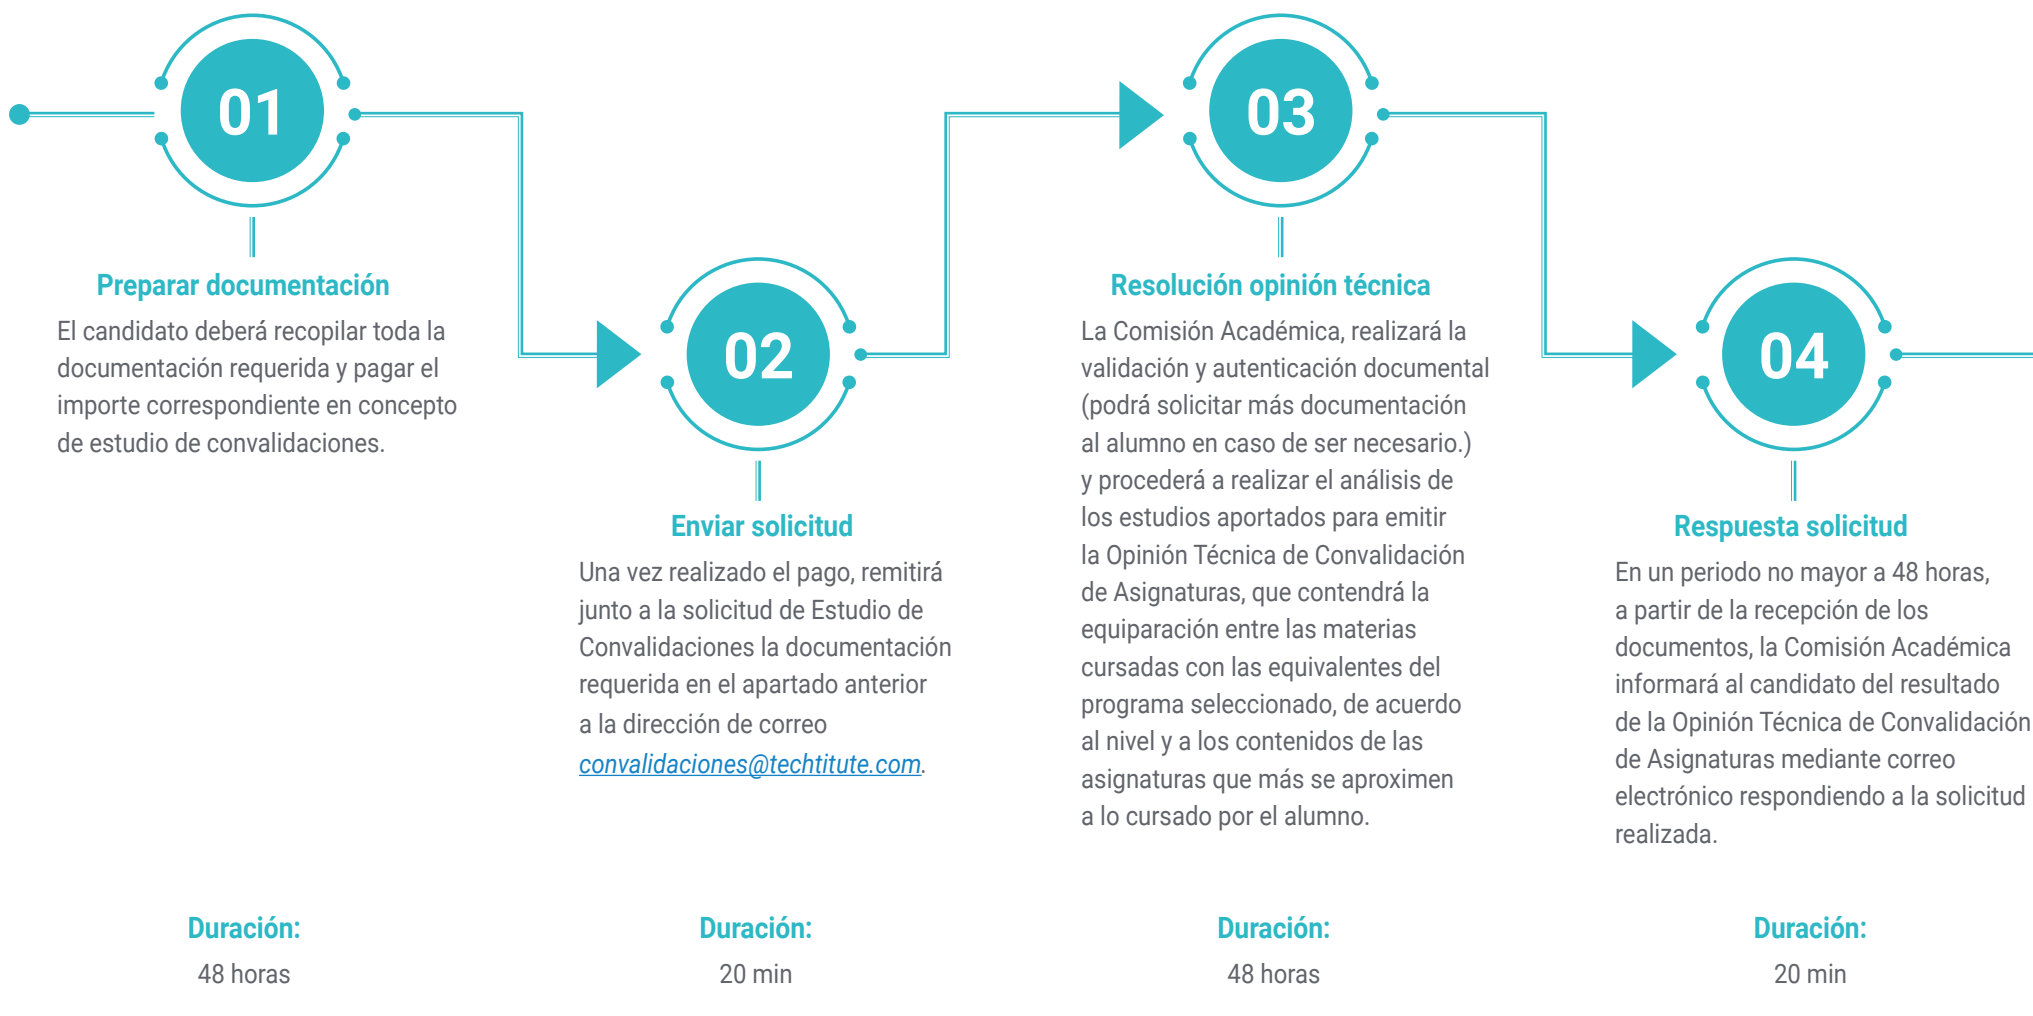 01
Preparar documentación
El candidato deberá recopilar toda la
documentación requerida y pagar el
importe correspondiente en concepto
de estudio de convalidaciones.
Duración:
48 horas
02
Enviar solicitud
Una vez realizado el pago, remitirá
junto a la solicitud de Estudio de
Convalidaciones la documentación
requerida en el apartado anterior
a la dirección de correo
convalidaciones@techtitute.com.
Duración:
20 min
03
Resolución opinión técnica
La Comisión Académica, realizará la
validación y autenticación documental
(podrá solicitar más documentación
al alumno en caso de ser necesario.)
y procederá a realizar el análisis de
los estudios aportados para emitir
la Opinión Técnica de Convalidación
de Asignaturas, que contendrá la
equiparación entre las materias
cursadas con las equivalentes del
programa seleccionado, de acuerdo
al nivel y a los contenidos de las
asignaturas que más se aproximen
a lo cursado por el alumno.
Duración:
48 horas
04
Respuesta solicitud
En un periodo no mayor a 48 horas,
a partir de la recepción de los
documentos, la Comisión Académica
informará al candidato del resultado
de la Opinión Técnica de Convalidación
de Asignaturas mediante correo
electrónico respondiendo a la solicitud
realizada.
Duración:
20 min